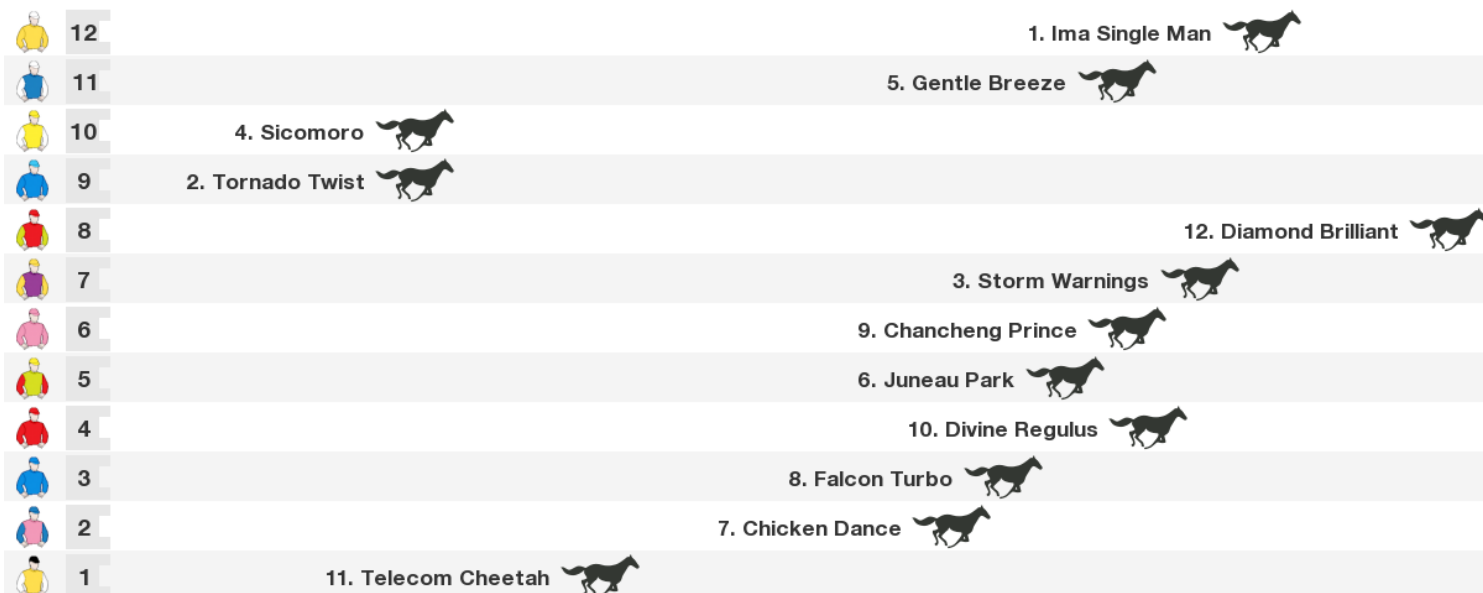 12 1. Ima Single Man
11 5. Gentle Breeze
10 4. Sicomoro
9 2. Tornado Twist
8 12. Diamond Brilliant
7 3. Storm Warnings
6 9. Chancheng Prince
5 6. Juneau Park
4 10. Divine Regulus
3 8. Falcon Turbo
2 7. Chicken Dance
1 11. Telecom Cheetah